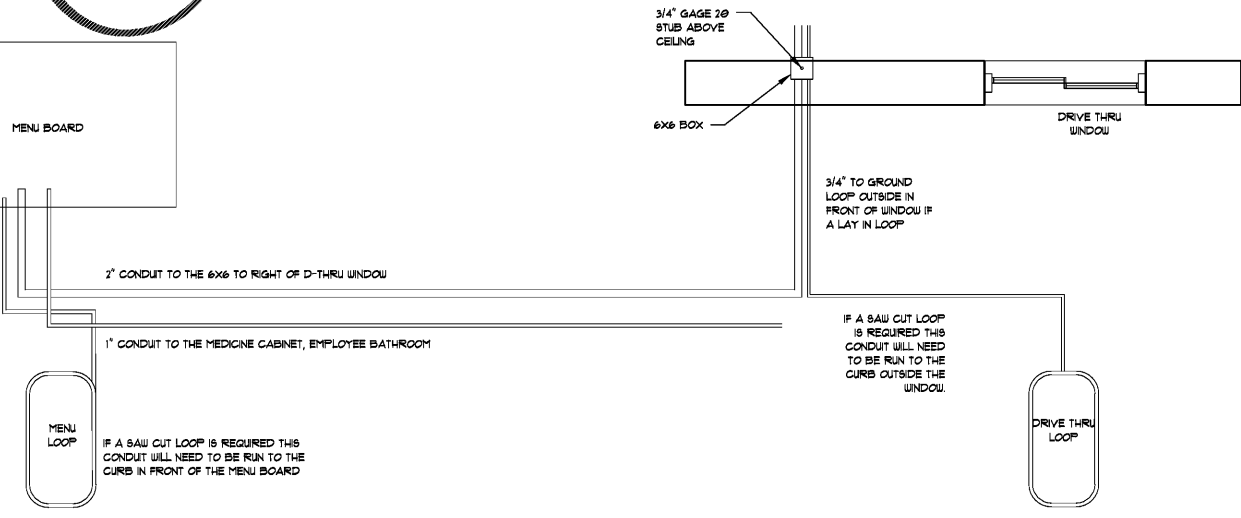 3/4" GAGE 20
STUB ABOVE
CEILING
MENU BOARD
6X6 BOX
DRIVE THRU
WINDOW
3/4" TO GROUND
LOOP OUTSIDE IN
FRONT OF WINDOW IF
A LAY IN LOOP
2" CONDUIT TO THE 6X6 TO RIGHT OF D-THRU WINDOW
IF A SAW CUT LOOP
IS REQUIRED THIS
CONDUIT WILL NEED
TO BE RUN TO THE
CURB OUTSIDE THE
WINDOW.
1" CONDUIT TO THE MEDICINE CABINET, EMPLOYEE BATHROOM
MENU
LOOP
IF A SAW CUT LOOP IS REQUIRED THIS
CONDUIT WILL NEED TO BE RUN TO THE
CURB IN FRONT OF THE MENU BOARD
DRIVE THRU
LOOP